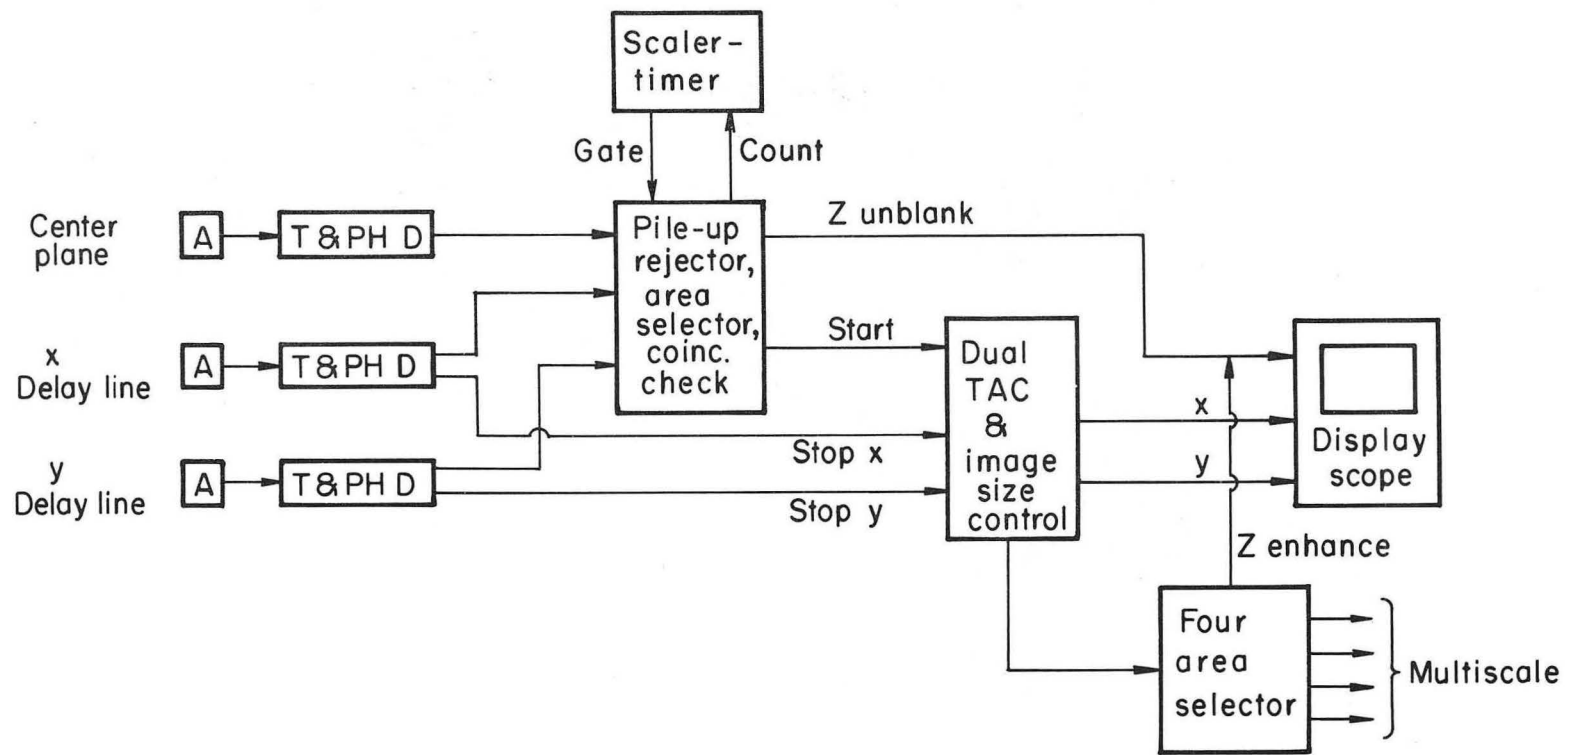 Scaler-
timer
Gate
Count
Center
plane
A
T & PH D
Pile-up
rejector,
area
selector,
coinc.
check
Z unblank
x
Delay line
A
T & PH D
Start
Dual
TAC
&
image
size
control
x
y
Display
scope
y
Delay line
A
T & PH D
Stop x
Stop y
Z enhance
Four
area
selector
Multiscale